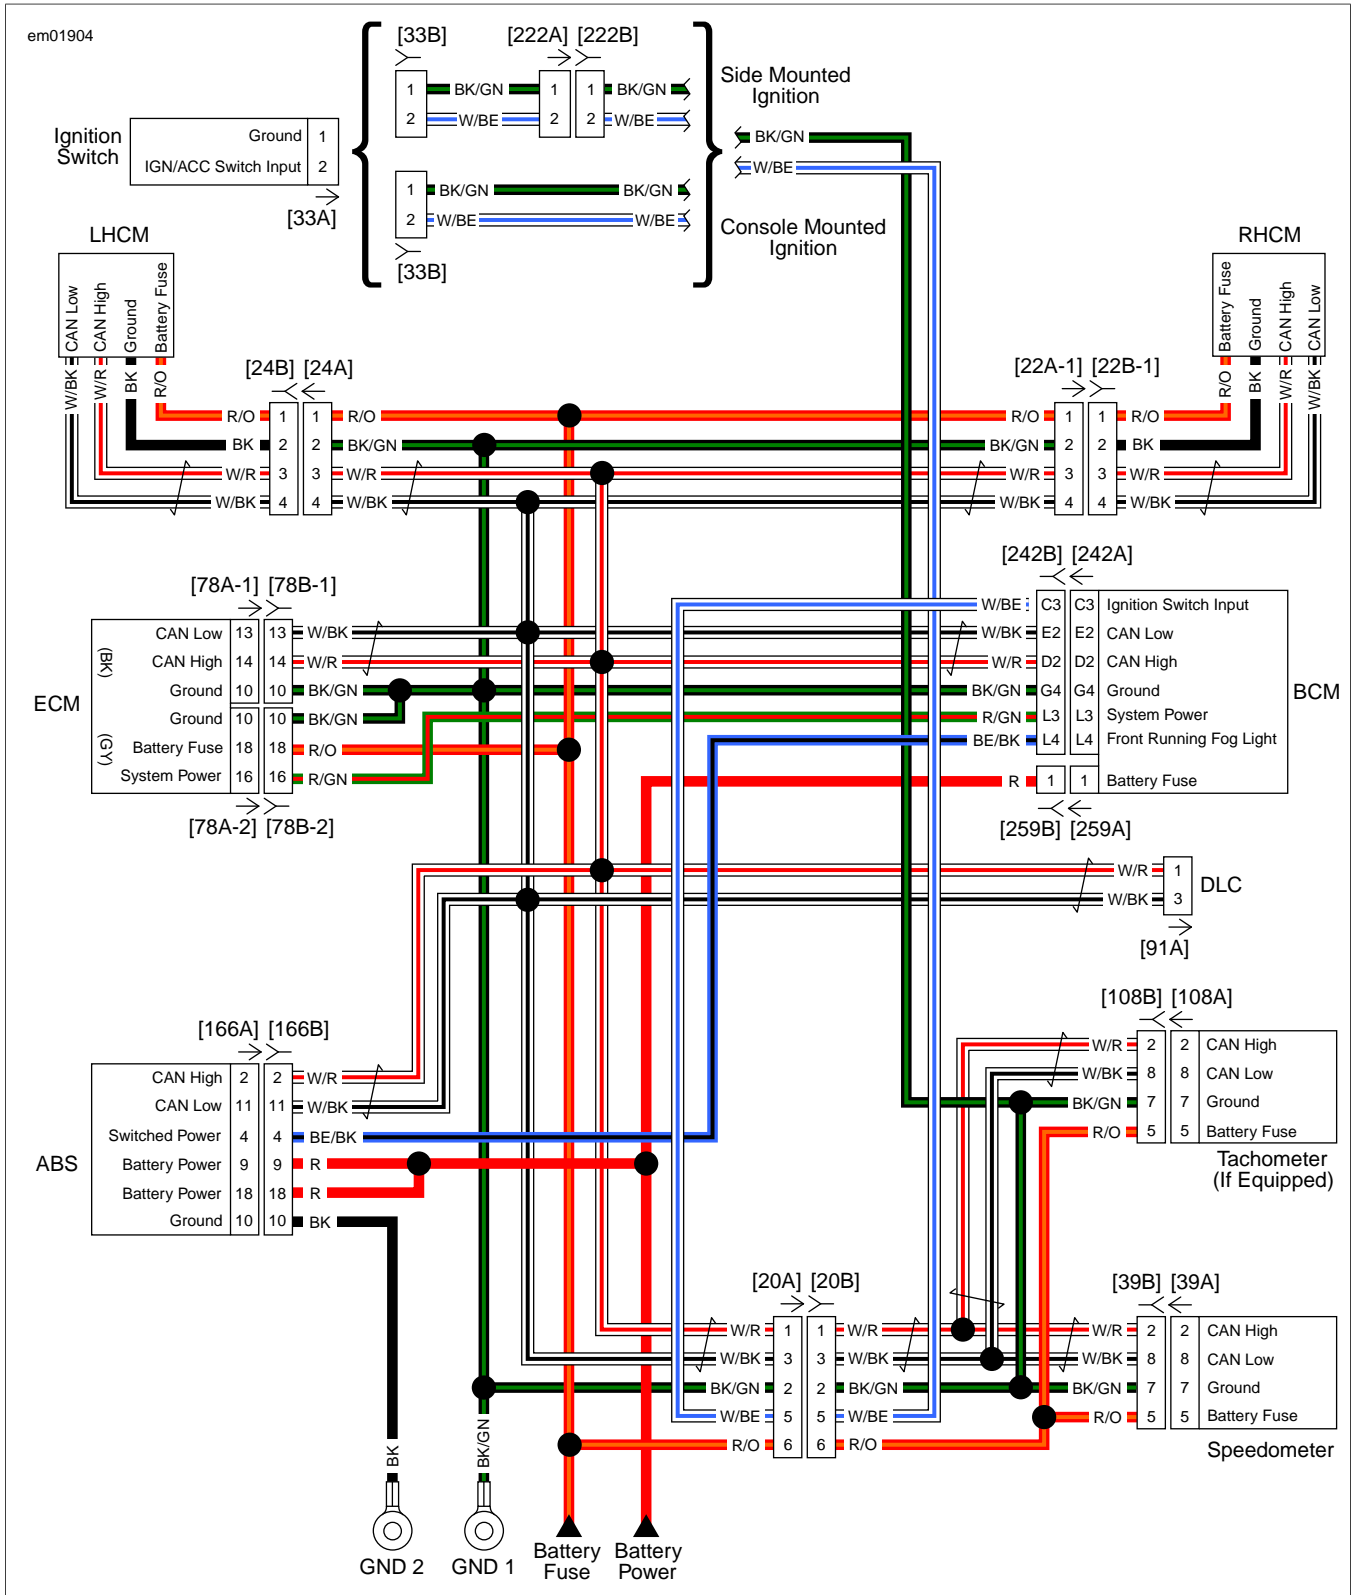 em01904
[33B] [222A] [222B]
1 BK/GN 1 1 BK/GN
2 W/BE 2 2 W/BE
Side Mounted
Ignition
Ignition
Switch
Ground 1
IGN/ACC Switch Input 2
[33A]
BK/GN
W/BE
1 BK/GN BK/GN
2 W/BE W/BE
[33B]
Console Mounted
Ignition
LHCM
CAN Low
CAN High
Ground
Battery Fuse
W/BK
W/R
BK
R/O
RHCM
Battery Fuse
Ground
CAN High
CAN Low
R/O
BK
W/R
W/BK
[24B] [24A]
[22A-1] [22B-1]
R/O 1 1 R/O R/O 1 1 R/O
BK 2 2 BK/GN BK/GN 2 2 BK
W/R 3 3 W/R W/R 3 3 W/R
W/BK 4 4 W/BK W/BK 4 4 W/BK
[78A-1] [78B-1]
ECM
(BK)
CAN Low 13 13 W/BK
CAN High 14 14 W/R
Ground 10 10 BK/GN
(GY)
Ground 10 10 BK/GN
Battery Fuse 18 18 R/O
System Power 16 16 R/GN
[78A-2] [78B-2]
[242B] [242A]
W/BE C3 C3 Ignition Switch Input
W/BK E2 E2 CAN Low
W/R D2 D2 CAN High
BK/GN G4 G4 Ground
R/GN L3 L3 System Power
BE/BK L4 L4 Front Running Fog Light
R 1 1 Battery Fuse
BCM
[259B] [259A]
W/R 1
W/BK 3
DLC
[91A]
[166A] [166B]
ABS
CAN High 2 2 W/R
CAN Low 11 11 W/BK
Switched Power 4 4 BE/BK
Battery Power 9 9 R
Battery Power 18 18 R
Ground 10 10 BK
[108B] [108A]
W/R 2 2 CAN High
W/BK 8 8 CAN Low
BK/GN 7 7 Ground
R/O 5 5 Battery Fuse
Tachometer
(If Equipped)
[20A] [20B]
W/R 1 1 W/R
W/BK 3 3 W/BK
BK/GN 2 2 BK/GN
W/BE 5 5 W/BE
R/O 6 6 R/O
[39B] [39A]
W/R 2 2 CAN High
W/BK 8 8 CAN Low
BK/GN 7 7 Ground
R/O 5 5 Battery Fuse
Speedometer
BK
BK/GN
GND 2
GND 1
Battery
Fuse
Battery
Power